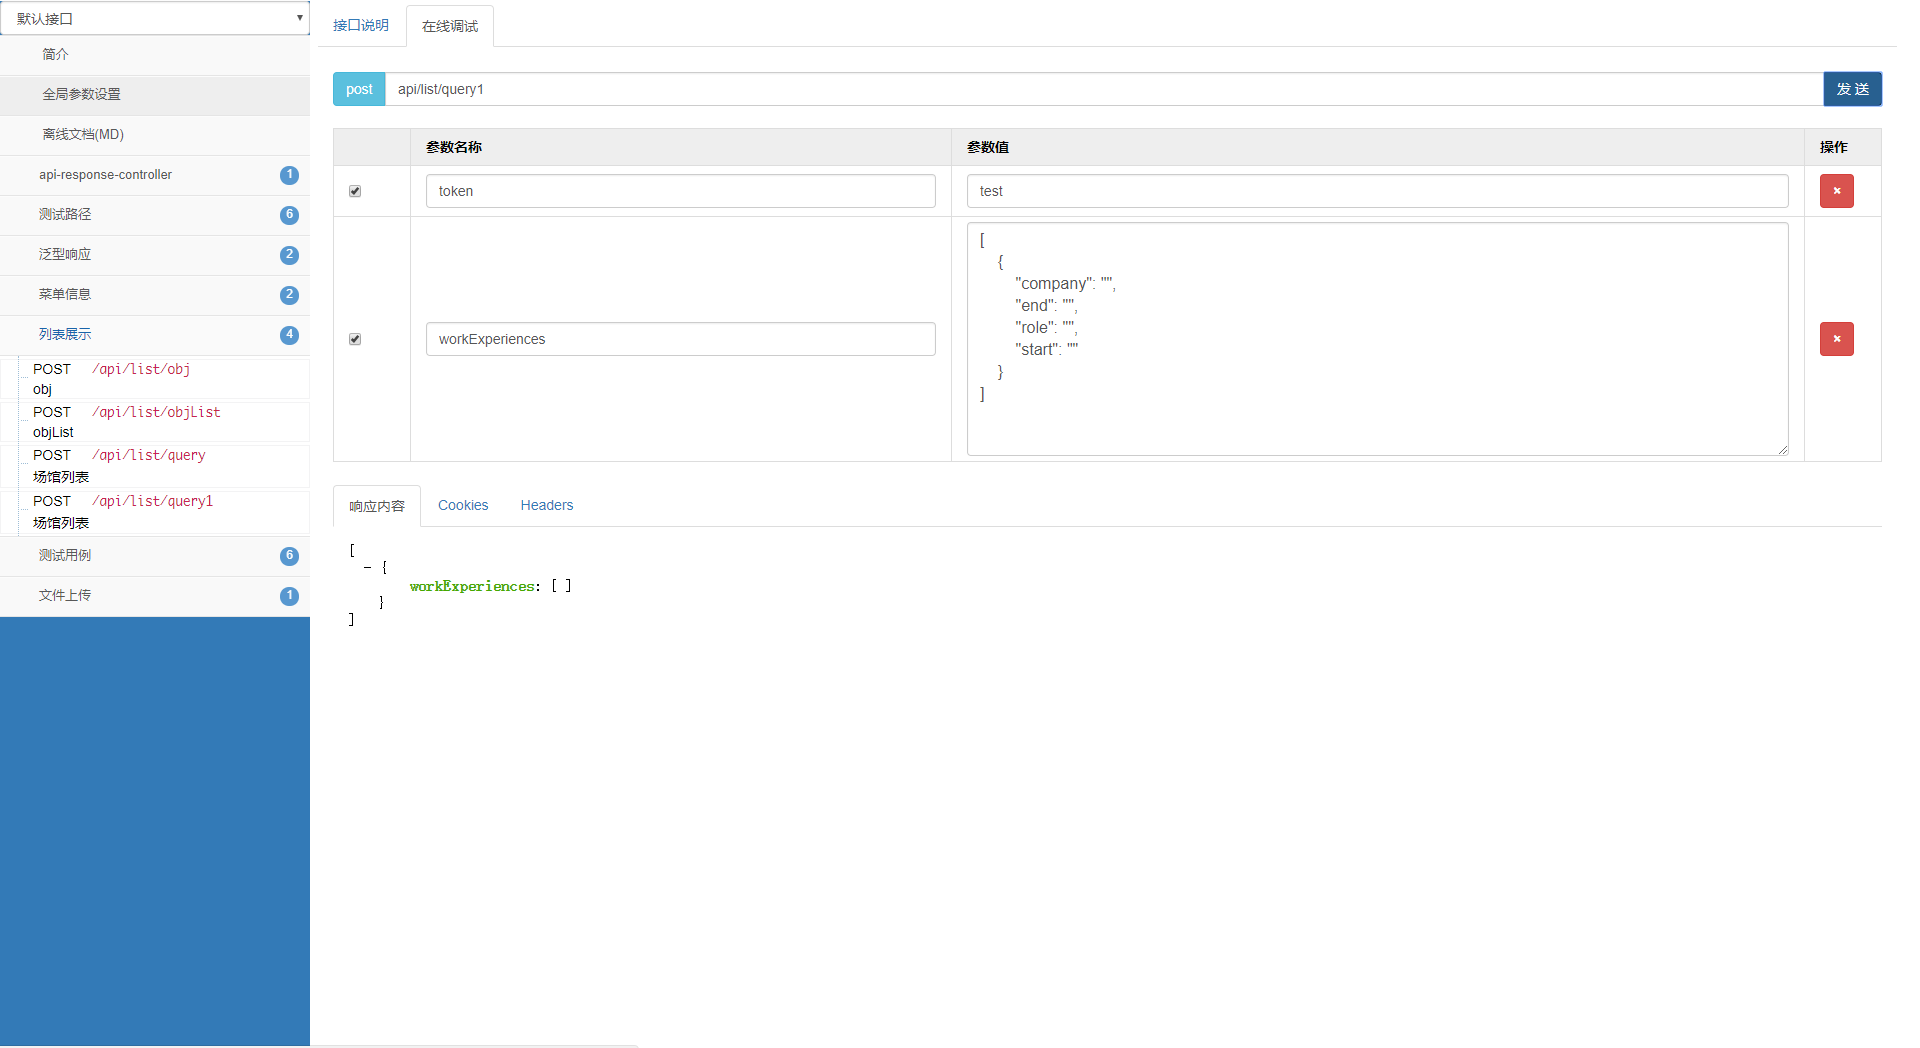 默认接口
简介
全局参数设置
离线文档(MD)
api-response-controller 1
测试路径 6
泛型响应 2
菜单信息 2
列表展示 4
POST /api/list/obj
obj
POST /api/list/objList
objList
POST /api/list/query
场馆列表
POST /api/list/query1
场馆列表
测试用例 6
文件上传 1
接口说明 在线调试
post api/list/query1 发 送
参数名称 参数值 操作
token test
workExperiences
[
{
"company": "",
"end": "",
"role": "",
"start": ""
}
]
响应内容 Cookies Headers
[
- {
workExperiences: [ ]
}
]